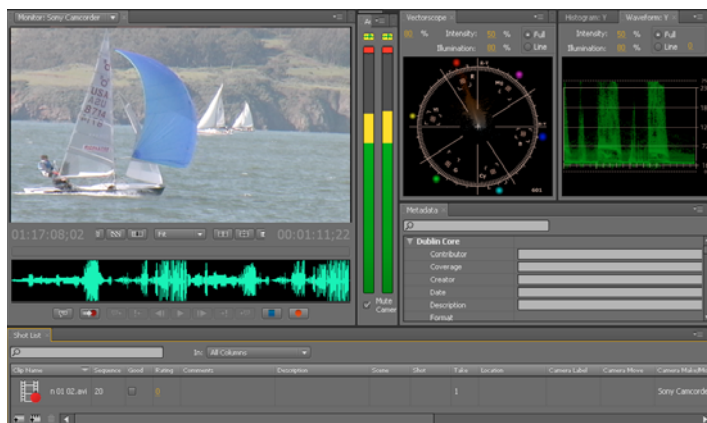 Monitor: Sony Camcorder
USA
01:17:08;02
Fit
00:01:11;22
Mute
Vectorscope
%
Intensity:
%
Full
Illumination:
%
Line
Histogram: Y
Waveform: Y
Intensity:
50
%
Full
Illumination:
%
Line
Metadata
Dublin Core
Contributor
Coverage
Creator
Date
Description
Format
Shot List
In:
All Columns
Clip Name
Sequence
Good
Rating
Comments
Description
Scene
Shot
Take
Location
Camera Label
Camera Move
n 01 02.avi
20
0
1
Sony Camcorde